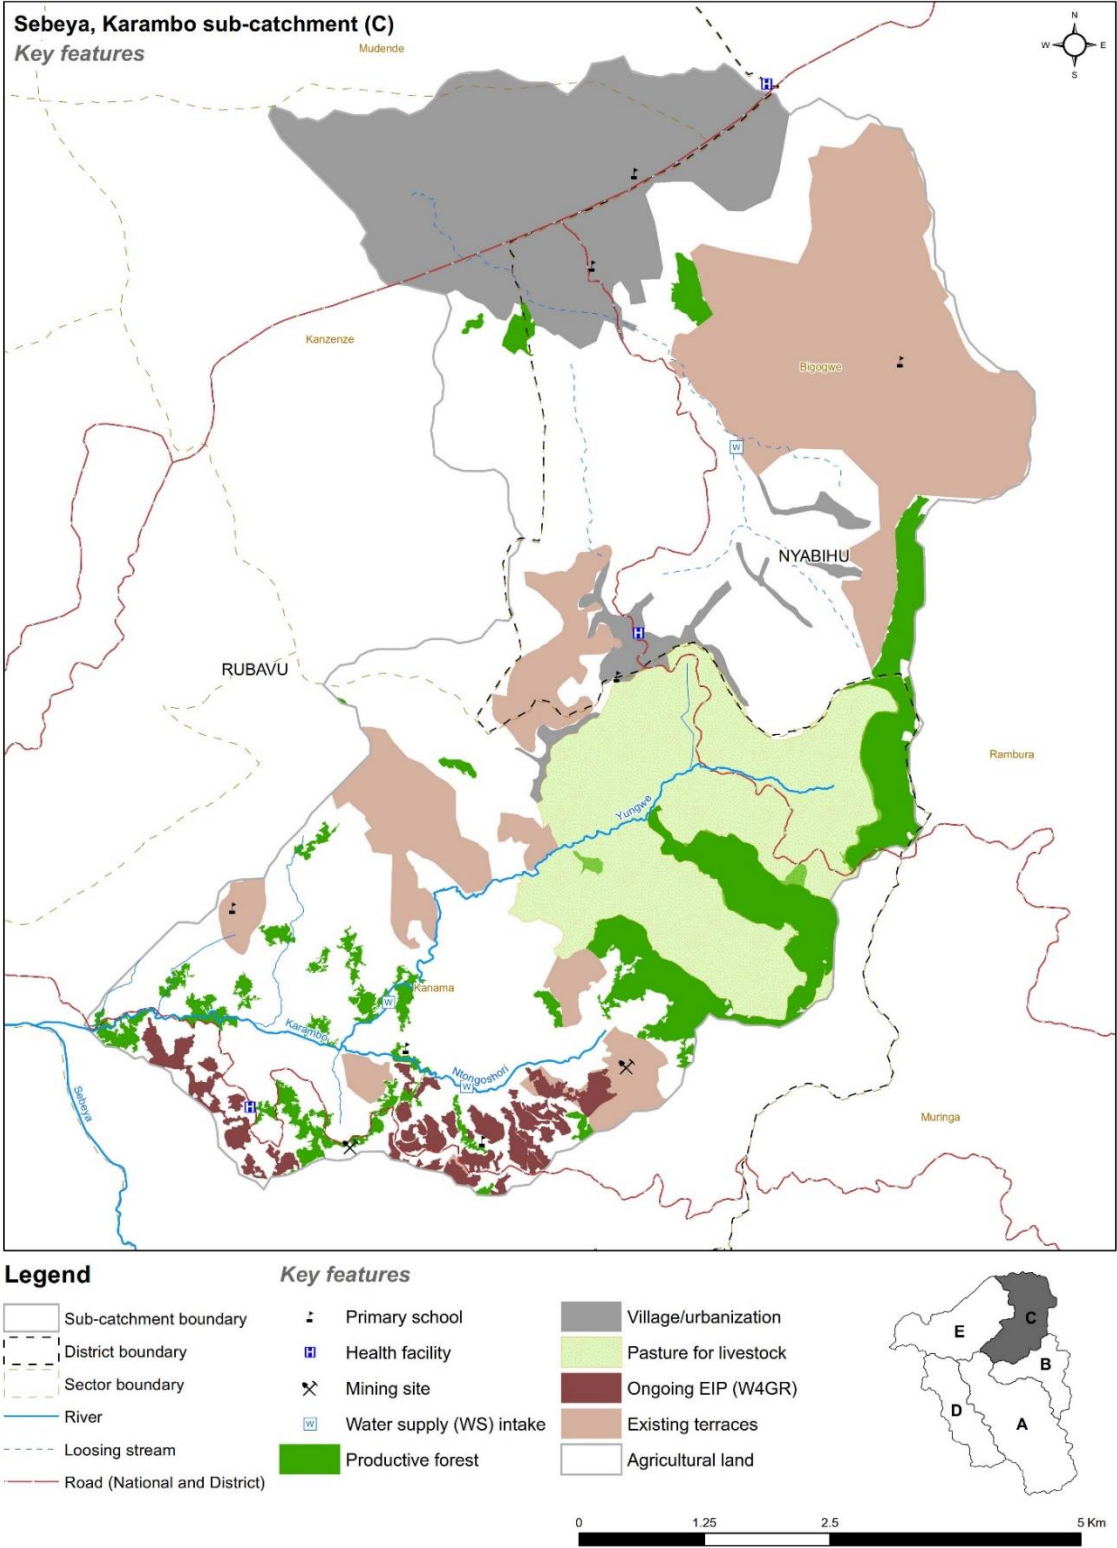 Sebeya, Karambo sub-catchment (C)
Key features
N
W
E
S
Mudende
Kanzenze
Bigogwe
NYABIHU
RUBAVU
Rambura
Yungwe
Kanama
Karambo
Ntongoshori
Sebeya
Muringa
H
H
H
W
W
W
Legend
Sub-catchment boundary
District boundary
Sector boundary
River
Loosing stream
Road (National and District)
Key features
Primary school
H Health facility
Mining site
W Water supply (WS) intake
Productive forest
Village/urbanization
Pasture for livestock
Ongoing EIP (W4GR)
Existing terraces
Agricultural land
C
E
B
D
A
0 1.25 2.5 5 Km